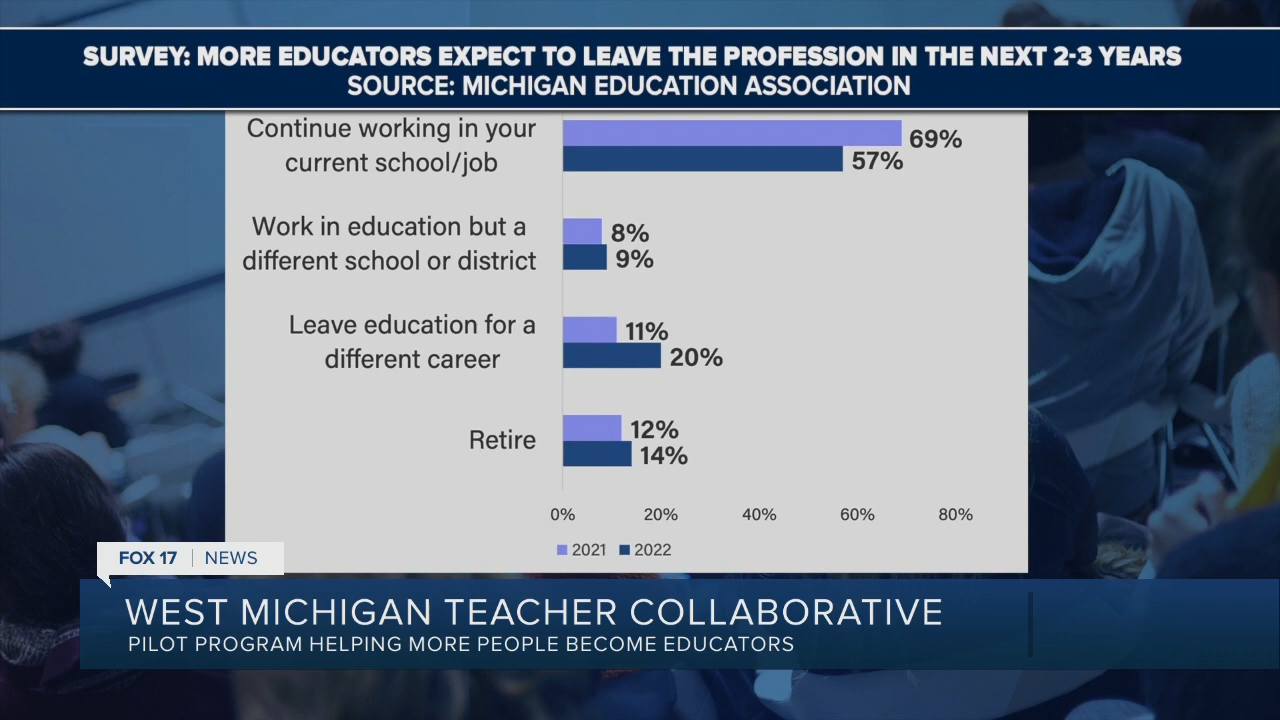 SURVEY: MORE EDUCATORS EXPECT TO LEAVE THE PROFESSION IN THE NEXT 2-3 YEARS
SOURCE: MICHIGAN EDUCATION ASSOCIATION
Continue working in your
current school/job
69%
57%
Work in education but a
different school or district
8%
9%
Leave education for a
different career
11%
20%
Retire
12%
14%
0% 20% 40% 60% 80%
2021 2022
FOX 17 | NEWS
WEST MICHIGAN TEACHER COLLABORATIVE
PILOT PROGRAM HELPING MORE PEOPLE BECOME EDUCATORS